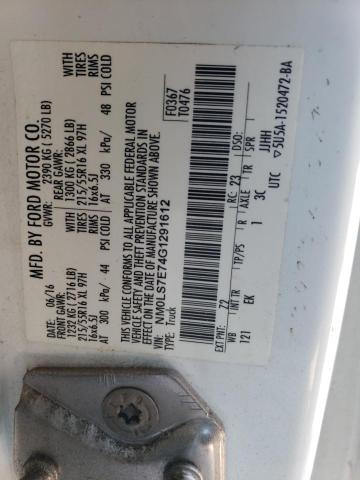 MFD. BY FORD MOTOR CO.
DATE: 06/16
GVWR: 2390 KG ( 5270 LB)
FRONT GAWR: 1232 KG (2716 LB)
REAR GAWR: 1300 KG (2866 LB)
215/55R16 XL 97H
TIRES 215/55R16 XL 97H
16x6.5J
RIMS 16x6.5J
AT 300 kPa/ 44 PSI COLD
AT 330 kPa/ 48 PSI COLD
THIS VEHICLE CONFORMS TO ALL APPLICABLE FEDERAL MOTOR
VEHICLE SAFETY AND THEFT PREVENTION STANDARDS IN
EFFECT ON THE DATE OF MANUFACTURE SHOWN ABOVE.
VIN: NM0LS7E74G1291612
TYPE: Truck
F0367
T0476
EXT PNT: Z2
RC: 23
DSO:
WB INT TR TP/PS R AXLE TR SPR
121 EK 1 3C JJHH
UTC 5U5A-1520472-BA